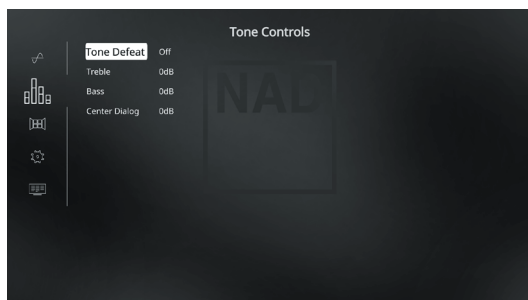 Tone Controls
Tone Defeat Off
Treble 0dB
Bass 0dB
Center Dialog 0dB
NAD